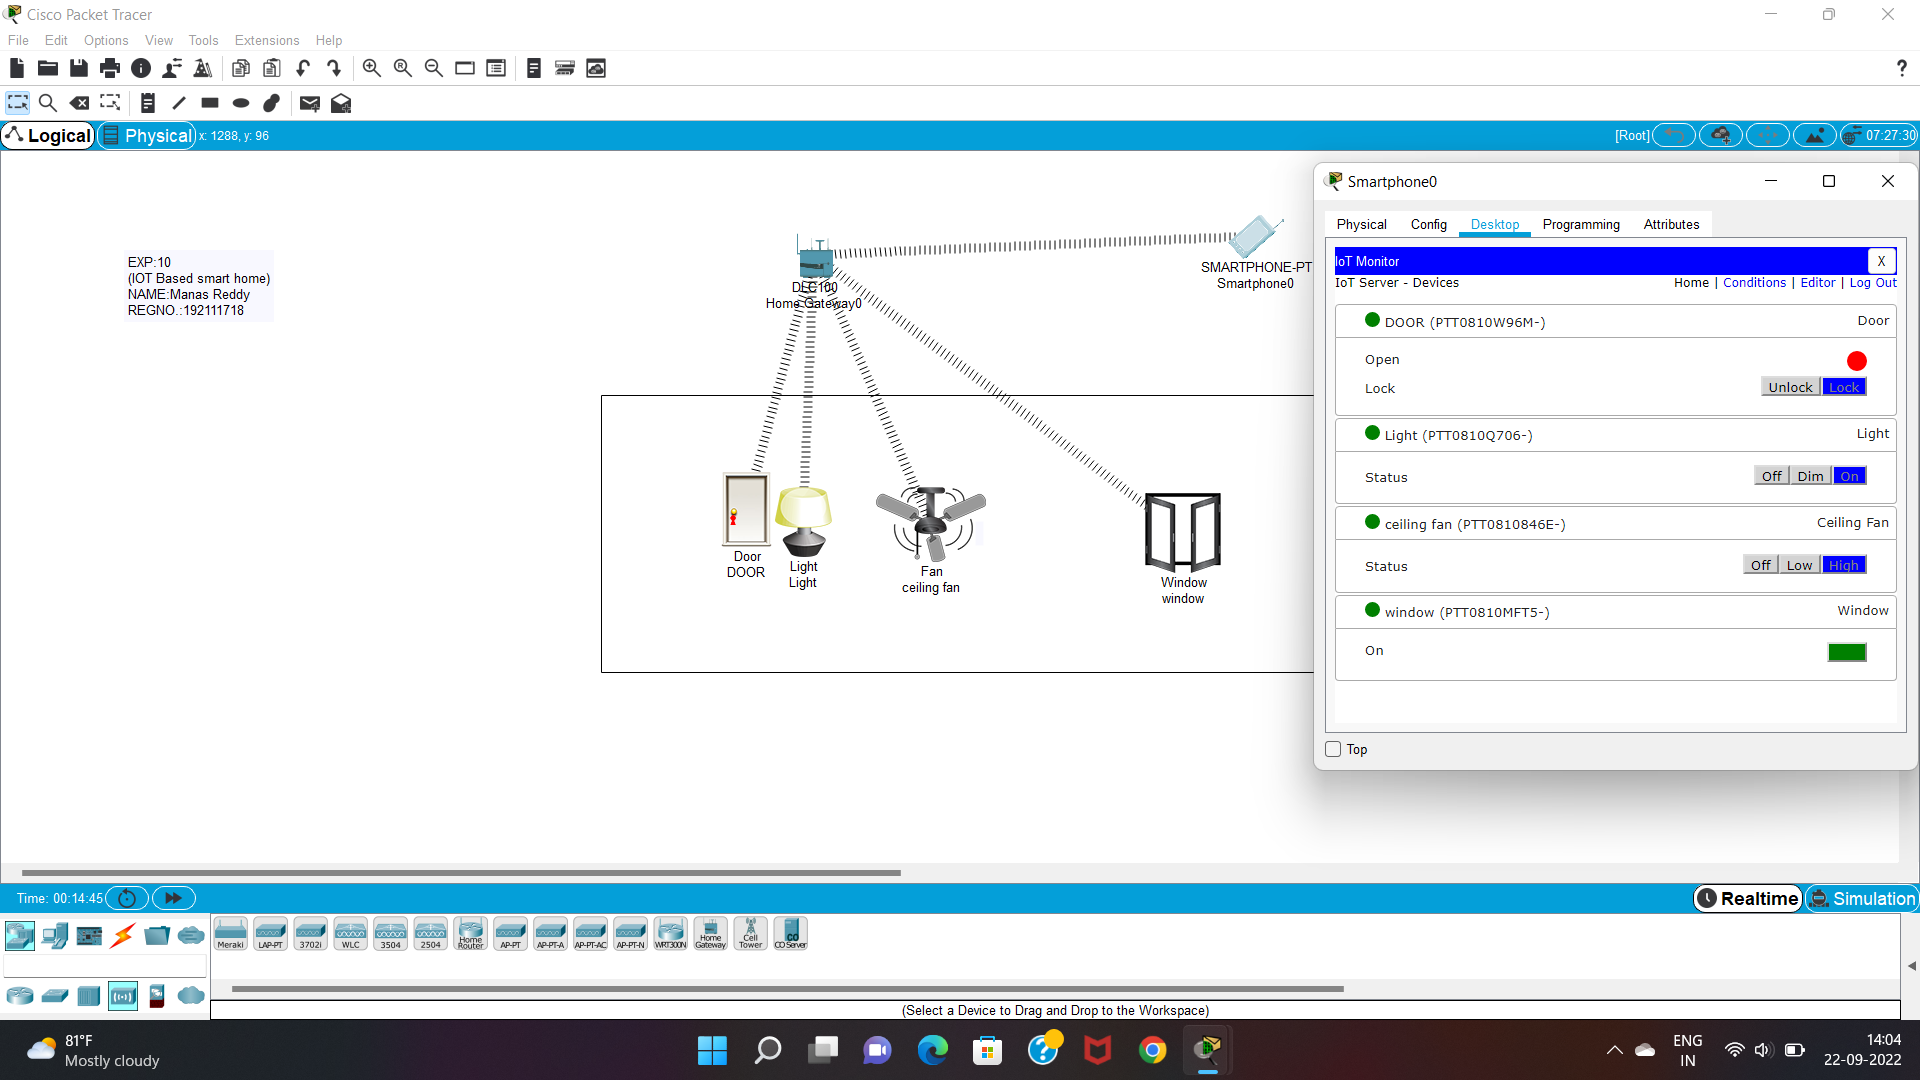 Cisco Packet Tracer
File Edit Options View Tools Extensions Help
Logical Physical x: 1288, y: 96
[Root] 07:27:30
EXP:10
(IOT Based smart home)
NAME:Manas Reddy
REGNO.:192111718
DLC100
Home Gateway0
SMARTPHONE-PT
Smartphone0
Door
DOOR
Light
Light
Fan
ceiling fan
Window
window
Smartphone0
Physical Config Desktop Programming Attributes
IoT Monitor X
IoT Server - Devices Home | Conditions | Editor | Log Out
DOOR (PTT0810W96M-) Door
Open
Lock Unlock Lock
Light (PTT0810Q706-) Light
Status Off Dim On
ceiling fan (PTT0810846E-) Ceiling Fan
Status Off Low High
window (PTT0810MFT5-) Window
On
Top
Time: 00:14:45
Realtime Simulation
Meraki LAP-PT 3702i WLC 3504 2504 Home Router AP-PT AP-PT-A AP-PT-AC AP-PT-N WRT300N Home Gateway Cell Tower CO Server
(Select a Device to Drag and Drop to the Workspace)
81°F
Mostly cloudy
ENG
IN
14:04
22-09-2022